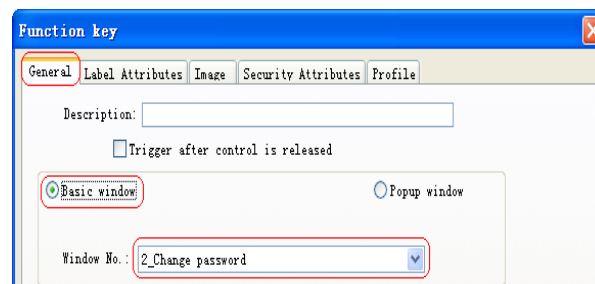 Function key
General Label Attributes Image Security Attributes Profile
Description:
Trigger after control is released
Basic window Popup window
Window No.: 2_Change password